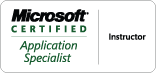 Microsoft®
CERTIFIED
Application
Specialist
Instructor